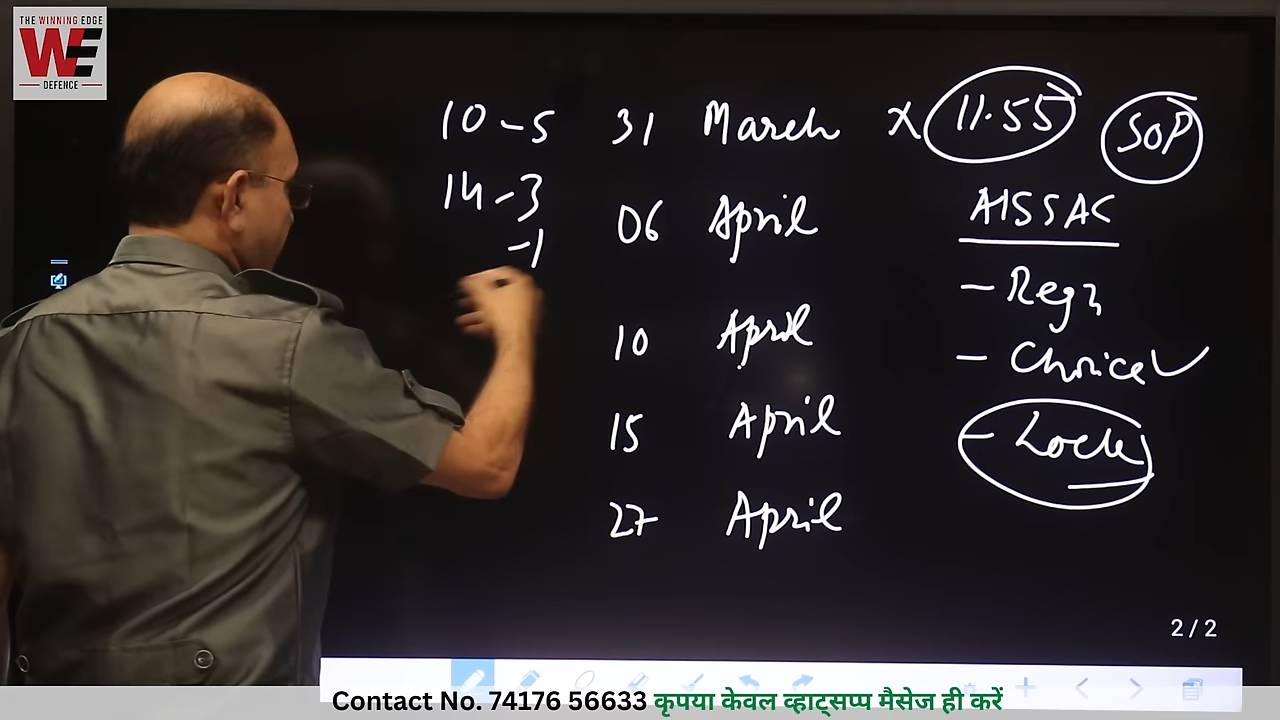 THE WINNING EDGE
WE
DEFENCE
10 - 5 31 March x 11.55 SOP
14 - 3 06 April AISSAC
- 1
- Regn
10 April - Choice ✓
15 April - Lock
27 April
2/2
Contact No. 74176 56633 कृपया केवल व्हाट्सप्प मैसेज ही करें